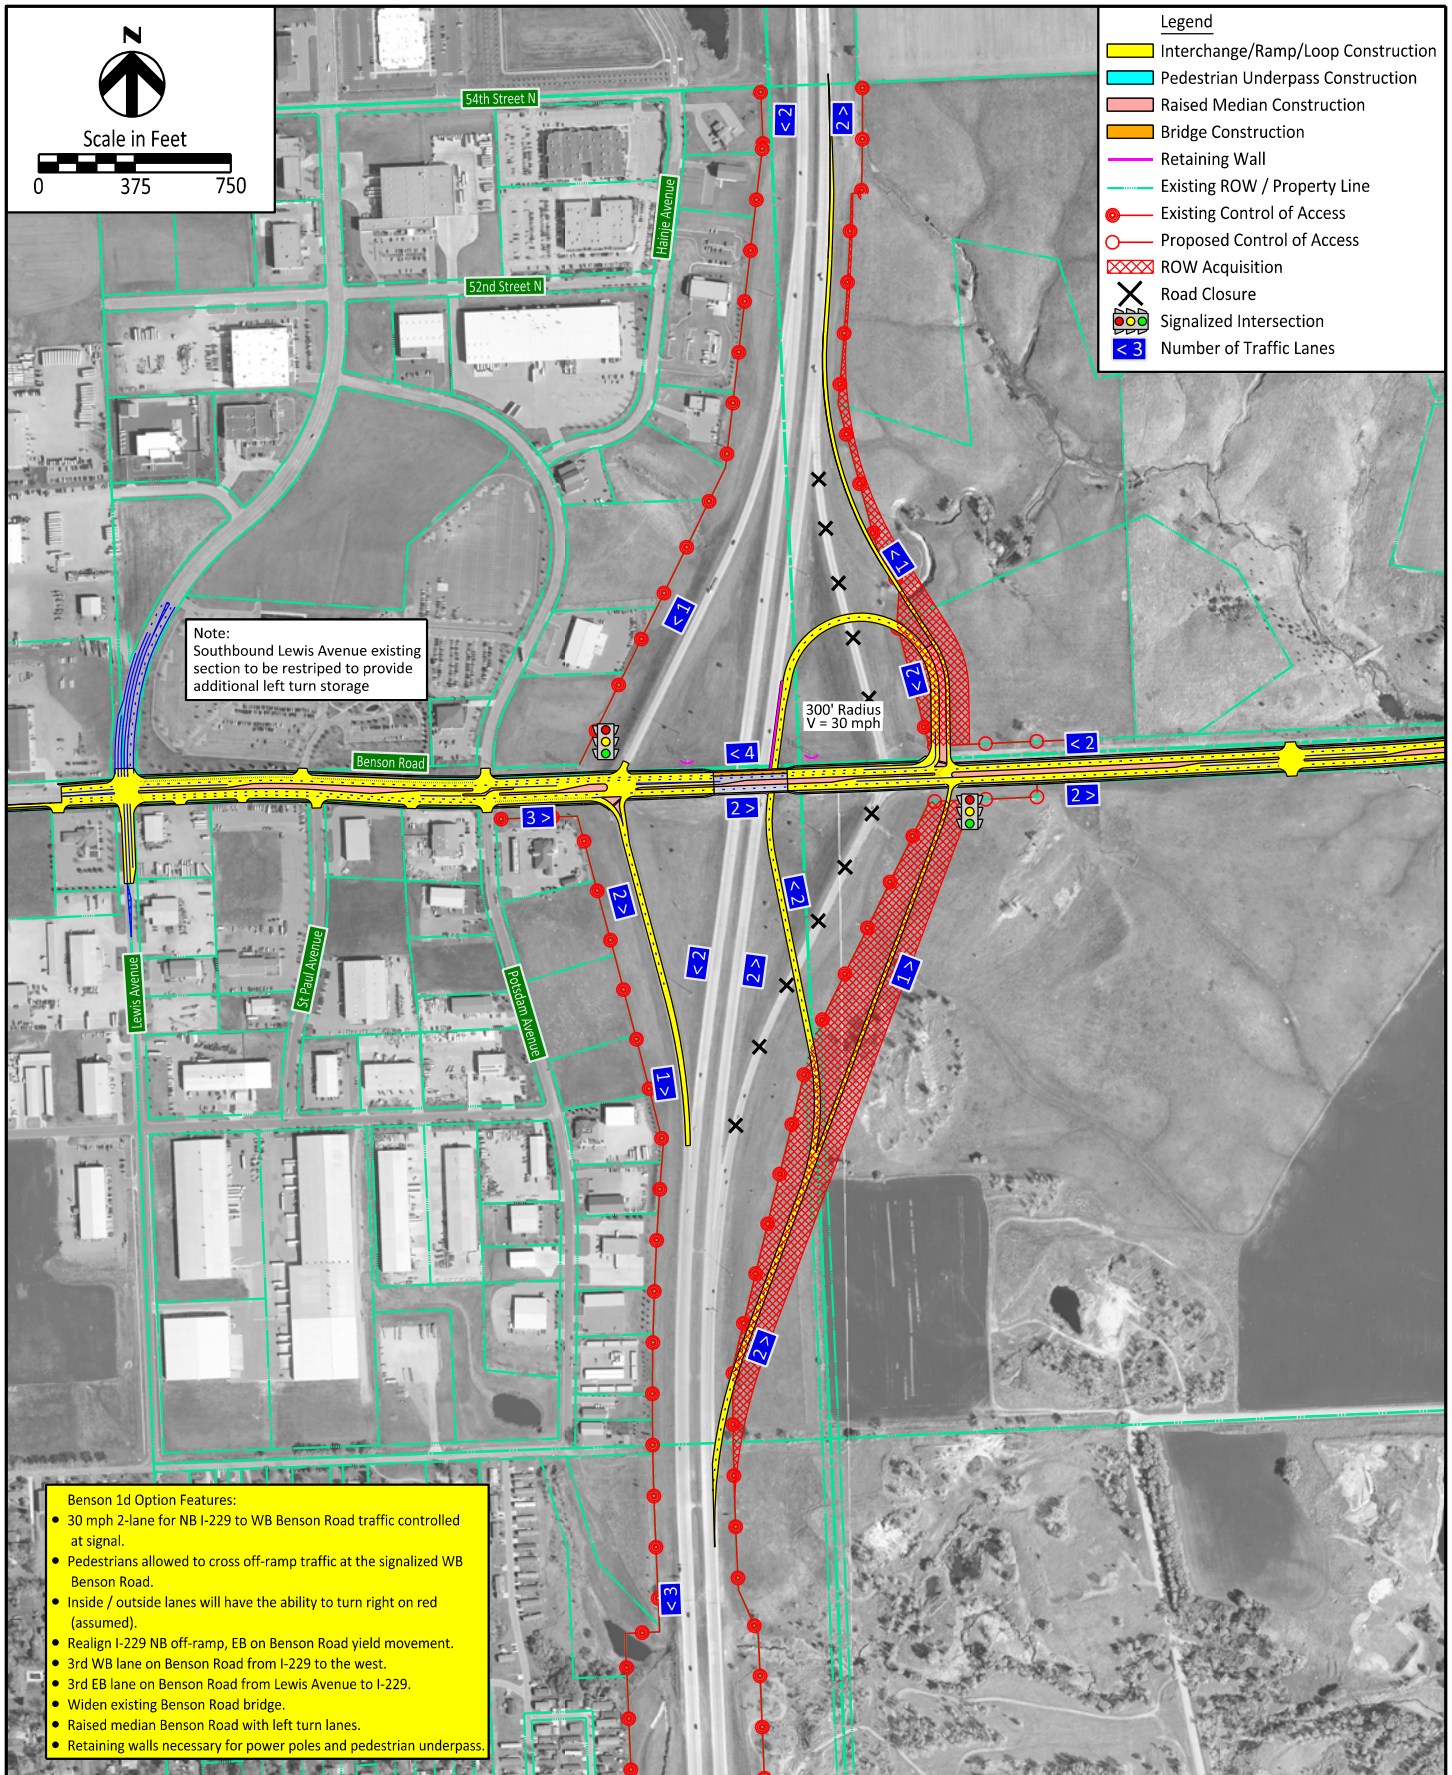 N
Scale in Feet
0 375 750
Legend
Interchange/Ramp/Loop Construction
Pedestrian Underpass Construction
Raised Median Construction
Bridge Construction
Retaining Wall
Existing ROW / Property Line
Existing Control of Access
Proposed Control of Access
ROW Acquisition
Road Closure
Signalized Intersection
< 3 Number of Traffic Lanes
54th Street N
< 2
2 >
Hainje Avenue
52nd Street N
< 1
< 1
Note:
Southbound Lewis Avenue existing
section to be restriped to provide
additional left turn storage
< 2
300' Radius
V = 30 mph
Benson Road
< 4
< 2
3 >
2 >
2 >
2 >
< 2
Lewis Avenue
St Paul Avenue
Potsdam Avenue
< 2
2 >
1 >
1 >
2 >
< 3
Benson 1d Option Features:
• 30 mph 2-lane for NB I-229 to WB Benson Road traffic controlled
at signal.
• Pedestrians allowed to cross off-ramp traffic at the signalized WB
Benson Road.
• Inside / outside lanes will have the ability to turn right on red
(assumed).
• Realign I-229 NB off-ramp, EB on Benson Road yield movement.
• 3rd WB lane on Benson Road from I-229 to the west.
• 3rd EB lane on Benson Road from Lewis Avenue to I-229.
• Widen existing Benson Road bridge.
• Raised median Benson Road with left turn lanes.
• Retaining walls necessary for power poles and pedestrian underpass.